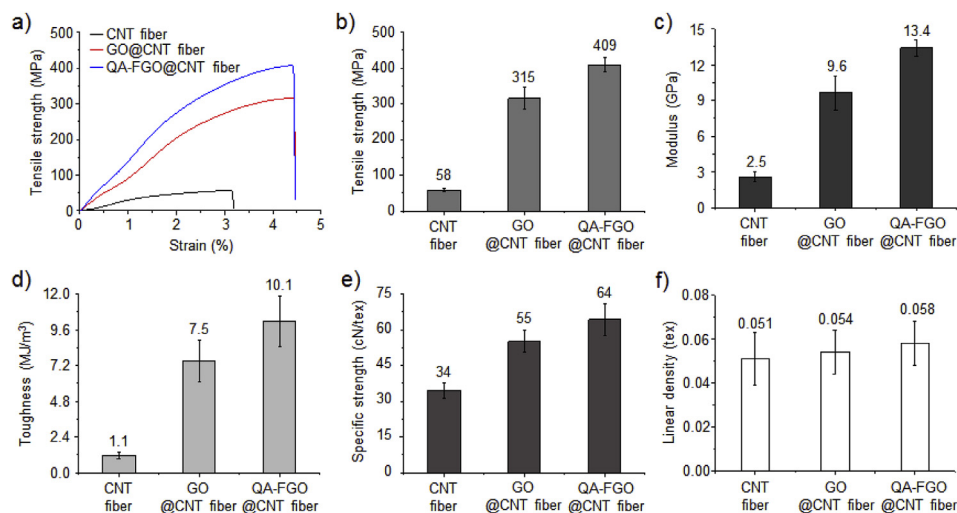 a)
CNT fiber
GO@CNT fiber
QA-FGO@CNT fiber
Tensile strength (MPa)
500
400
300
200
100
0
0 1 2 3 4 5
Strain (%)
b)
Tensile strength (MPa)
500
400
300
200
100
0
58
315
409
CNT GO QA-FGO
fiber @CNT fiber @CNT fiber
c)
Modulus (GPa)
15
12
9
6
3
0
2.5
9.6
13.4
CNT GO QA-FGO
fiber @CNT fiber @CNT fiber
d)
Toughness (MJ/m³)
12.0
9.6
7.2
4.8
2.4
0.0
1.1
7.5
10.1
CNT GO QA-FGO
fiber @CNT fiber @CNT fiber
e)
Specific strength (cN/tex)
75
60
45
30
15
0
34
55
64
CNT GO QA-FGO
fiber @CNT fiber @CNT fiber
f)
Linear density (tex)
0.08
0.06
0.04
0.02
0.00
0.051
0.054
0.058
CNT GO QA-FGO
fiber @CNT fiber @CNT fiber